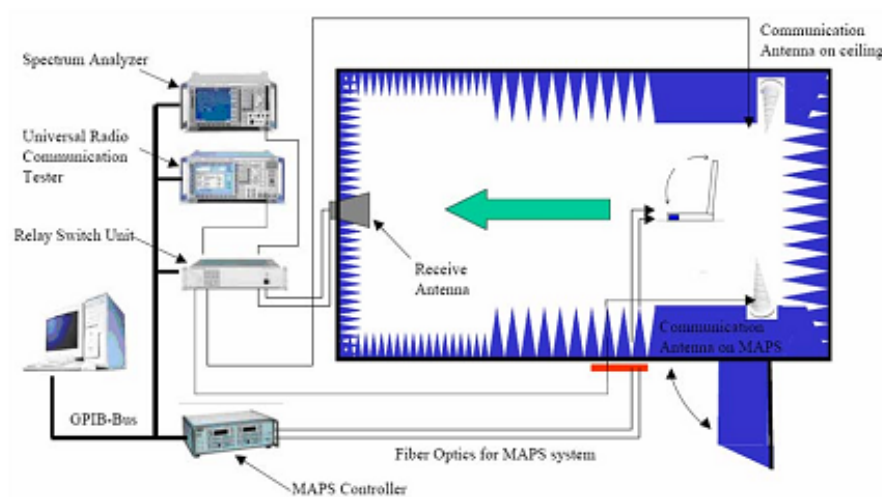 Spectrum Analyzer
Communication
Antenna on ceiling
Universal Radio
Communication
Tester
Relay Switch Unit
Receive
Antenna
Communication
Antenna on MAPS
GPIB-Bus
Fiber Optics for MAPS system
MAPS Controller